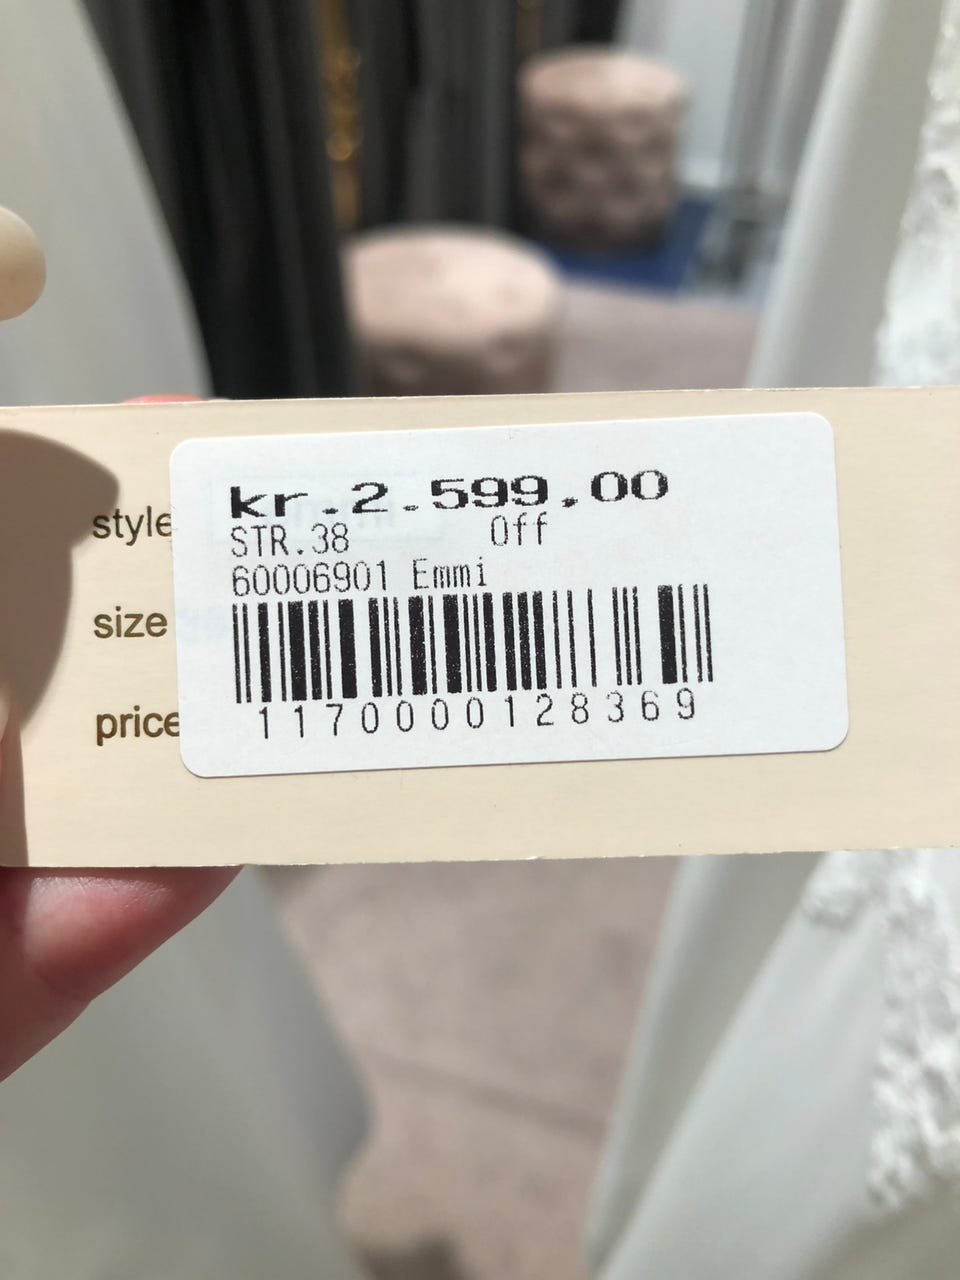 kr.2.599,00
STR.38 Off
60006901 Emmi
1170000128369
style
size
price